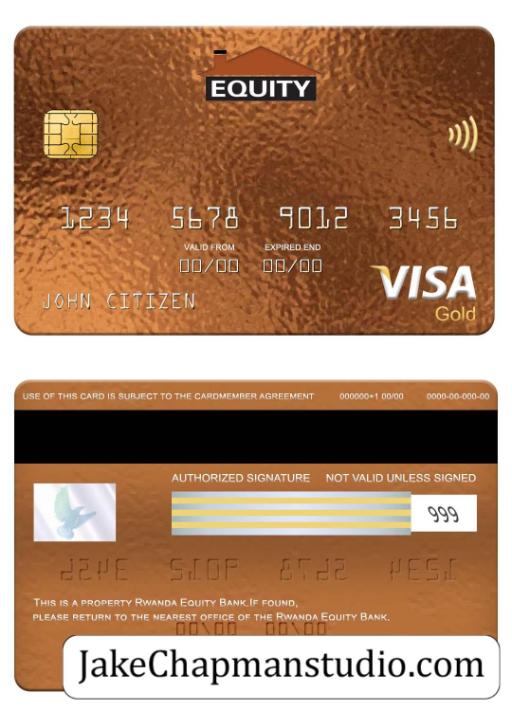 EQUITY
1234 5678 9012 3456
VALID FROM EXPIRED END
00/00 00/00
JOHN CITIZEN
VISA
Gold
USE OF THIS CARD IS SUBJECT TO THE CARDMEMBER AGREEMENT 000000+1 00/00 0000-00-000-00
AUTHORIZED SIGNATURE NOT VALID UNLESS SIGNED
999
THIS IS A PROPERTY RWANDA EQUITY BANK.IF FOUND,
PLEASE RETURN TO THE NEAREST OFFICE OF THE RWANDA EQUITY BANK.
JakeChapmanstudio.com